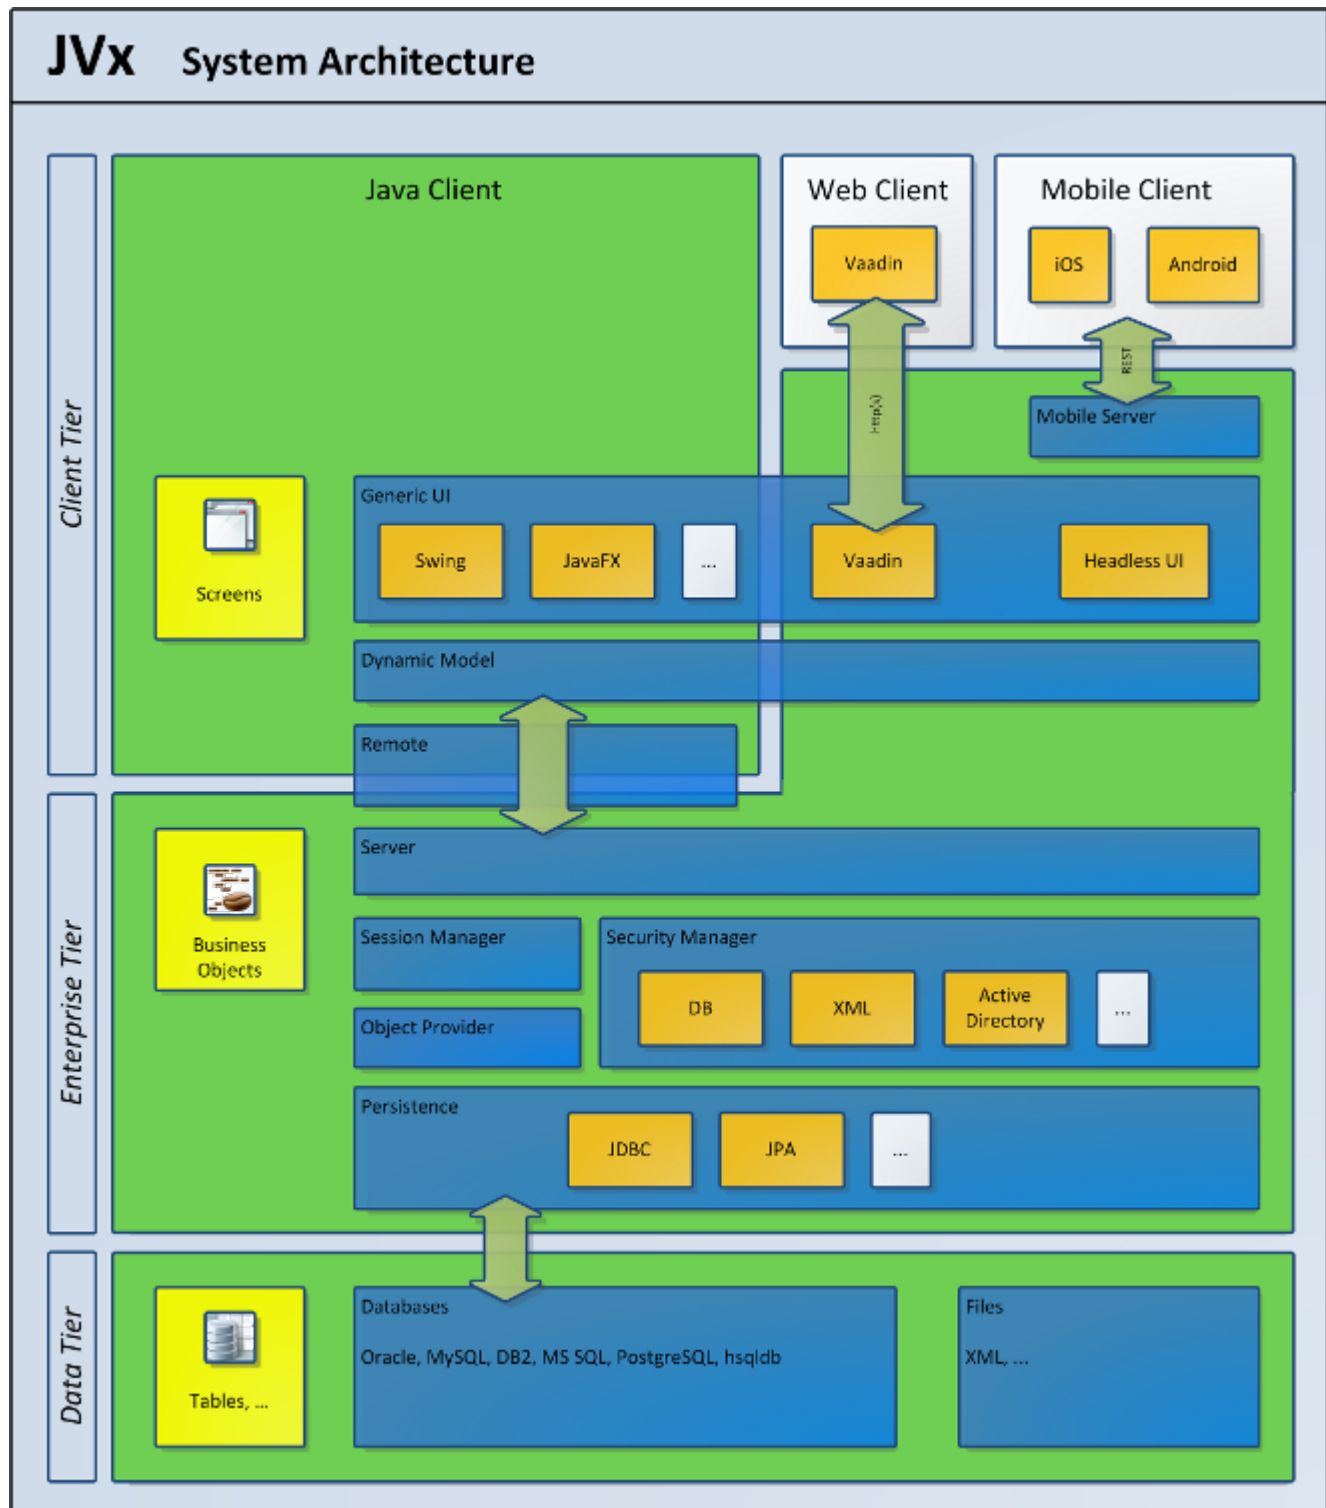 JVx System Architecture
Client Tier
Java Client
Web Client
Mobile Client
Vaadin
iOS
Android
Http(s)
REST
Mobile Server
Screens
Generic UI
Swing
JavaFX
...
Vaadin
Headless UI
Dynamic Model
Remote
Enterprise Tier
Business
Objects
Server
Session Manager
Security Manager
DB
XML
Active
Directory
...
Object Provider
Persistence
JDBC
JPA
...
Data Tier
Tables, ...
Databases
Oracle, MySQL, DB2, MS SQL, PostgreSQL, hsqldb
Files
XML, ...